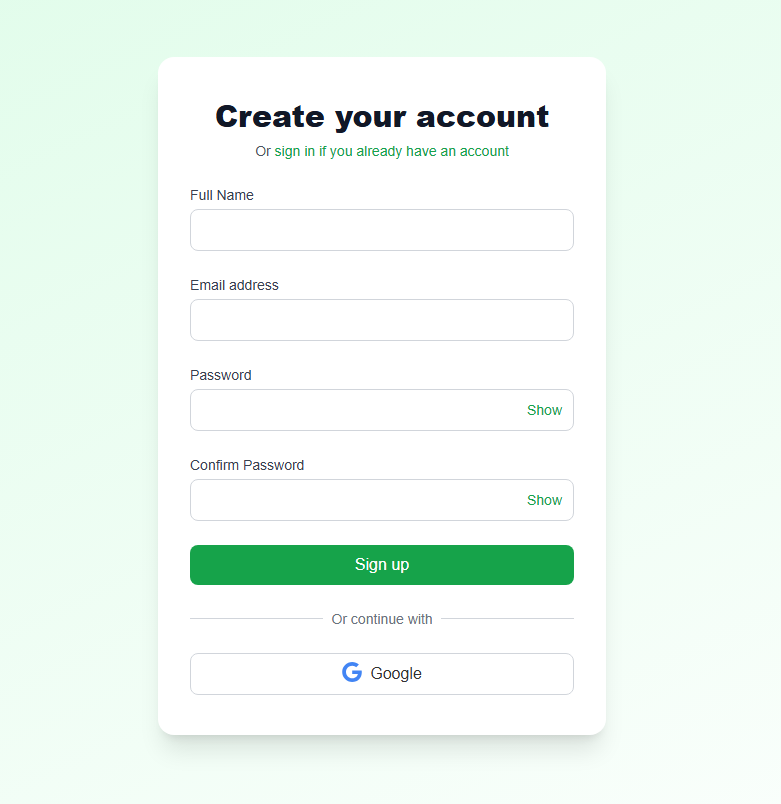 Create your account
Or sign in if you already have an account
Full Name
Email address
Password
Show
Confirm Password
Show
Sign up
Or continue with
Google